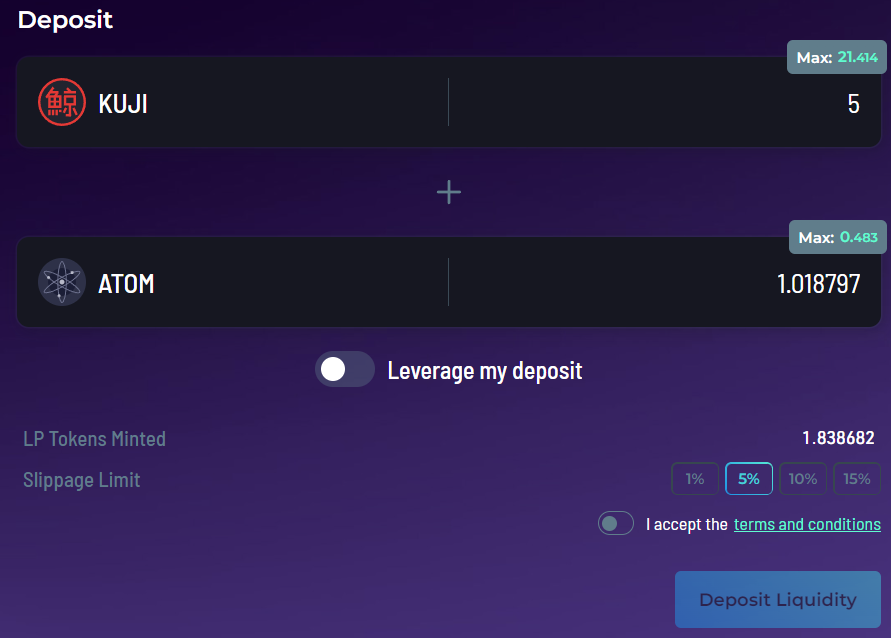 Deposit
Max: 21.414
鯨 KUJI 5
Max: 0.483
ATOM 1.018797
Leverage my deposit
LP Tokens Minted 1.838682
Slippage Limit 1% 5% 10% 15%
I accept the terms and conditions
Deposit Liquidity